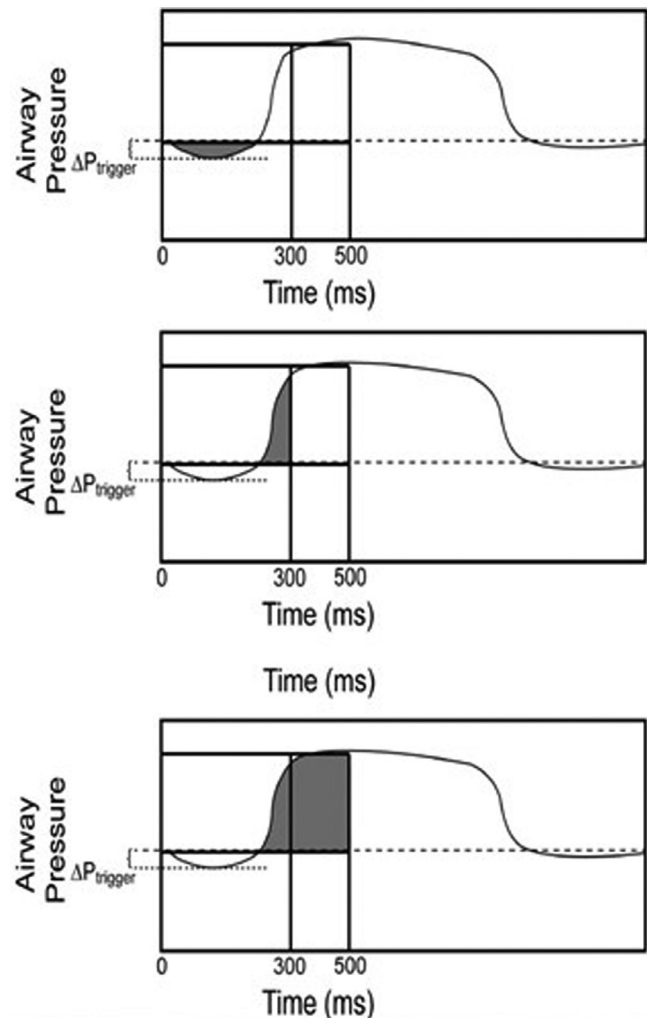 Airway
Pressure
ΔPtrigger
0
300
500
Time (ms)
Airway
Pressure
ΔPtrigger
0
300
500
Time (ms)
Time (ms)
Airway
Pressure
ΔPtrigger
0
300
500
Time (ms)